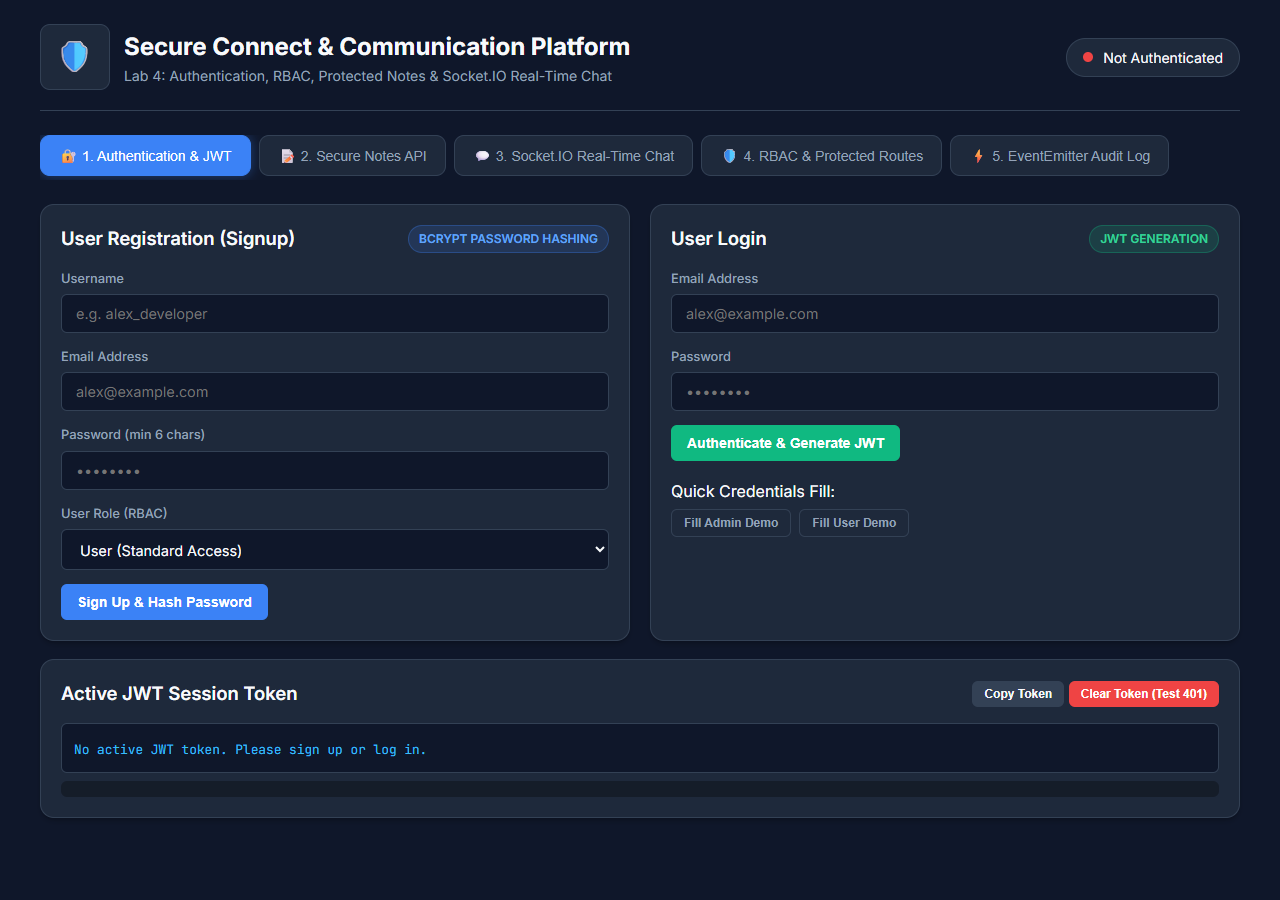 Secure Connect & Communication Platform
Lab 4: Authentication, RBAC, Protected Notes & Socket.IO Real-Time Chat
Not Authenticated
1. Authentication & JWT
2. Secure Notes API
3. Socket.IO Real-Time Chat
4. RBAC & Protected Routes
5. EventEmitter Audit Log
User Registration (Signup)
BCRYPT PASSWORD HASHING
Username
e.g. alex_developer
Email Address
alex@example.com
Password (min 6 chars)
••••••••
User Role (RBAC)
User (Standard Access)
Sign Up & Hash Password
User Login
JWT GENERATION
Email Address
alex@example.com
Password
••••••••
Authenticate & Generate JWT
Quick Credentials Fill:
Fill Admin Demo
Fill User Demo
Active JWT Session Token
Copy Token
Clear Token (Test 401)
No active JWT token. Please sign up or log in.